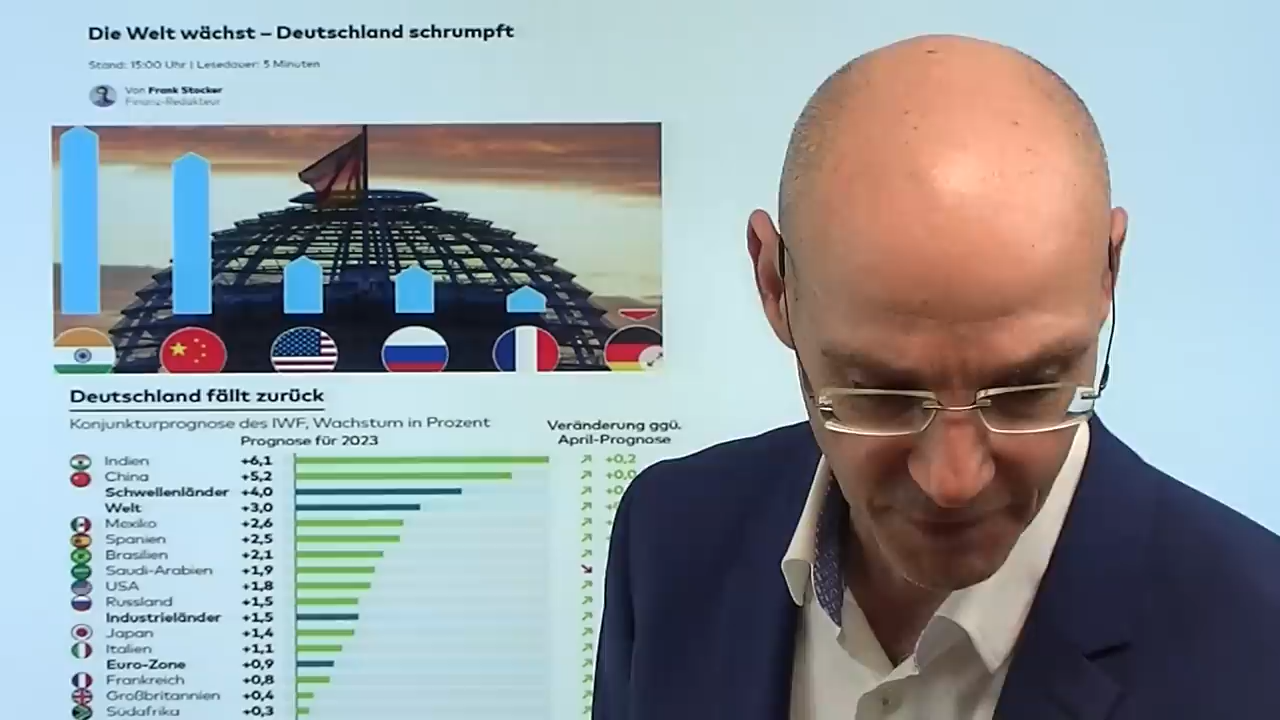 Die Welt wächst – Deutschland schrumpft
Stand: 15:00 Uhr | Lesedauer: 5 Minuten
Von Frank Stocker
Finanz-Redakteur
Deutschland fällt zurück
Konjunkturprognose des IWF, Wachstum in Prozent
Prognose für 2023
Veränderung ggü.
April-Prognose
Indien +6,1 +0,2
China +5,2 +0,0
Schwellenländer +4,0
Welt +3,0
Mexiko +2,6
Spanien +2,5
Brasilien +2,1
Saudi-Arabien +1,9
USA +1,8
Russland +1,5
Industrieländer +1,5
Japan +1,4
Italien +1,1
Euro-Zone +0,9
Frankreich +0,8
Großbritannien +0,4
Südafrika +0,3